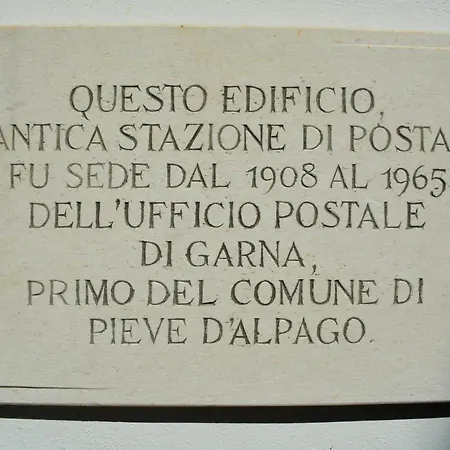 QUESTO EDIFICIO,
ANTICA STAZIONE DI POSTA
FU SEDE DAL 1908 AL 1965
DELL'UFFICIO POSTALE
DI GARNA,
PRIMO DEL COMUNE DI
PIEVE D'ALPAGO.